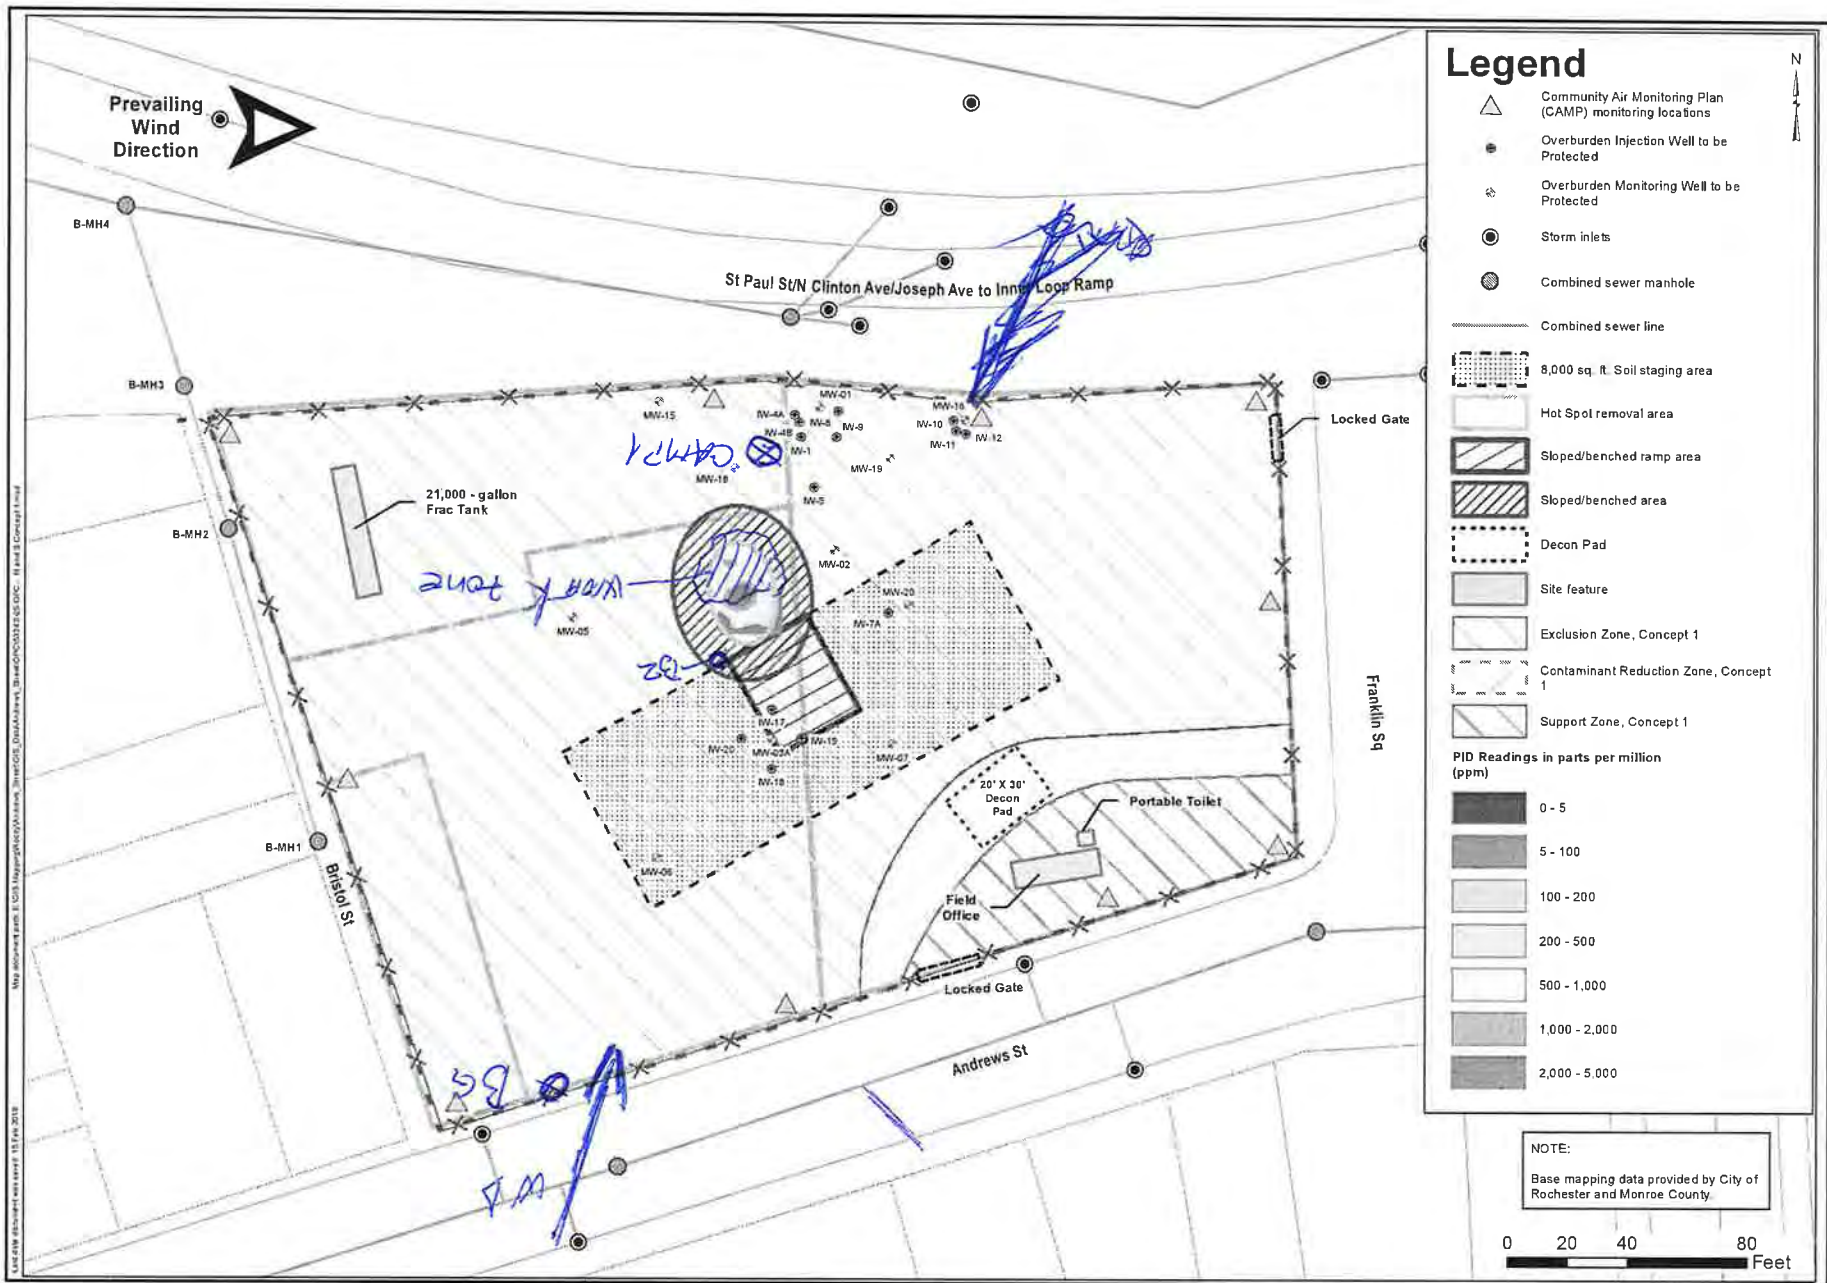 Prevailing
Wind
Direction
B-MH4
St Paul St/N Clinton Ave/Joseph Ave to Inner Loop Ramp
B-MH3
MW-15
IW-4A
MW-01
IW-8
IW-4B
IW-9
IW-1
MW-16
IW-10
IW-11
IW-12
Locked Gate
CAMP1
MW-18
MW-19
IW-5
21,000 - gallon
Frac Tank
B-MH2
MW-02
work zone
MW-05
MW-20
IW-7A
BZ
IW-17
IW-20
MW-03A
IW-19
IW-18
MW-07
Franklin Sq
20' X 30'
Decon
Pad
Portable Toilet
B-MH1
Bristol St
MW-06
Field
Office
Locked Gate
Andrews St
BG
Legend
N
Community Air Monitoring Plan
(CAMP) monitoring locations
Overburden Injection Well to be
Protected
Overburden Monitoring Well to be
Protected
Storm inlets
Combined sewer manhole
Combined sewer line
8,000 sq. ft. Soil staging area
Hot Spot removal area
Sloped/benched ramp area
Sloped/benched area
Decon Pad
Site feature
Exclusion Zone, Concept 1
Contaminant Reduction Zone, Concept
1
Support Zone, Concept 1
PID Readings in parts per million
(ppm)
0 - 5
5 - 100
100 - 200
200 - 500
500 - 1,000
1,000 - 2,000
2,000 - 5,000
NOTE:
Base mapping data provided by City of
Rochester and Monroe County
0 20 40 80
Feet